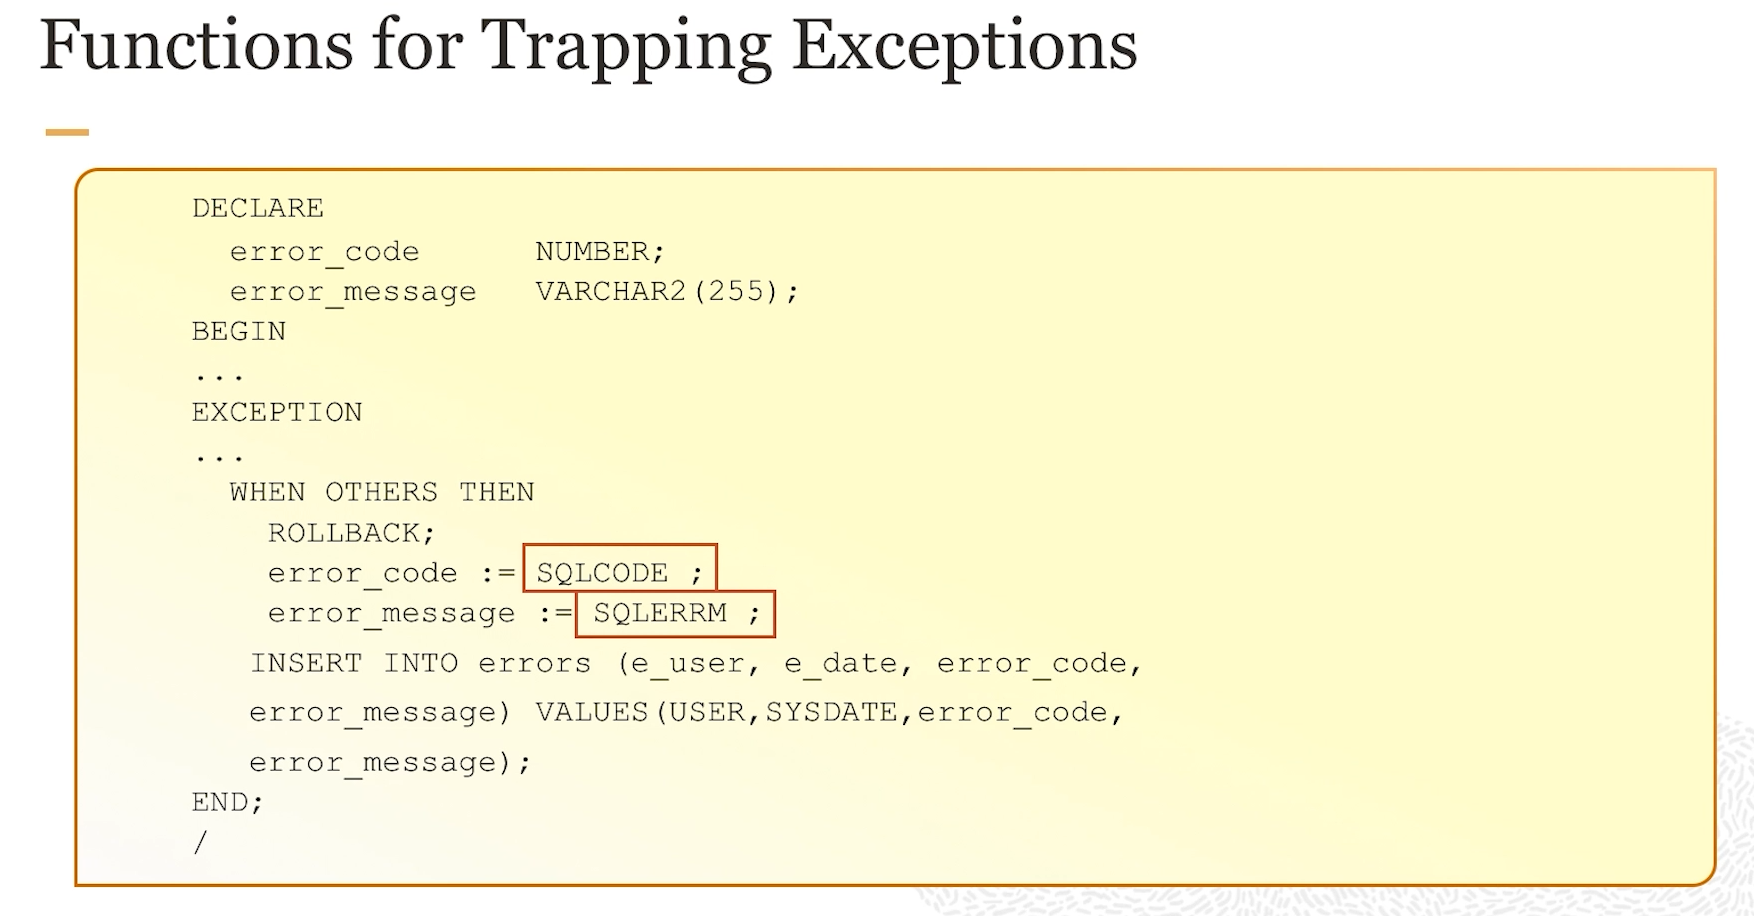 Functions for Trapping Exceptions
DECLARE
error_code NUMBER;
error_message VARCHAR2(255);
BEGIN
...
EXCEPTION
...
WHEN OTHERS THEN
ROLLBACK;
error_code := SQLCODE ;
error_message := SQLERRM ;
INSERT INTO errors (e_user, e_date, error_code,
error_message) VALUES(USER,SYSDATE,error_code,
error_message);
END;
/